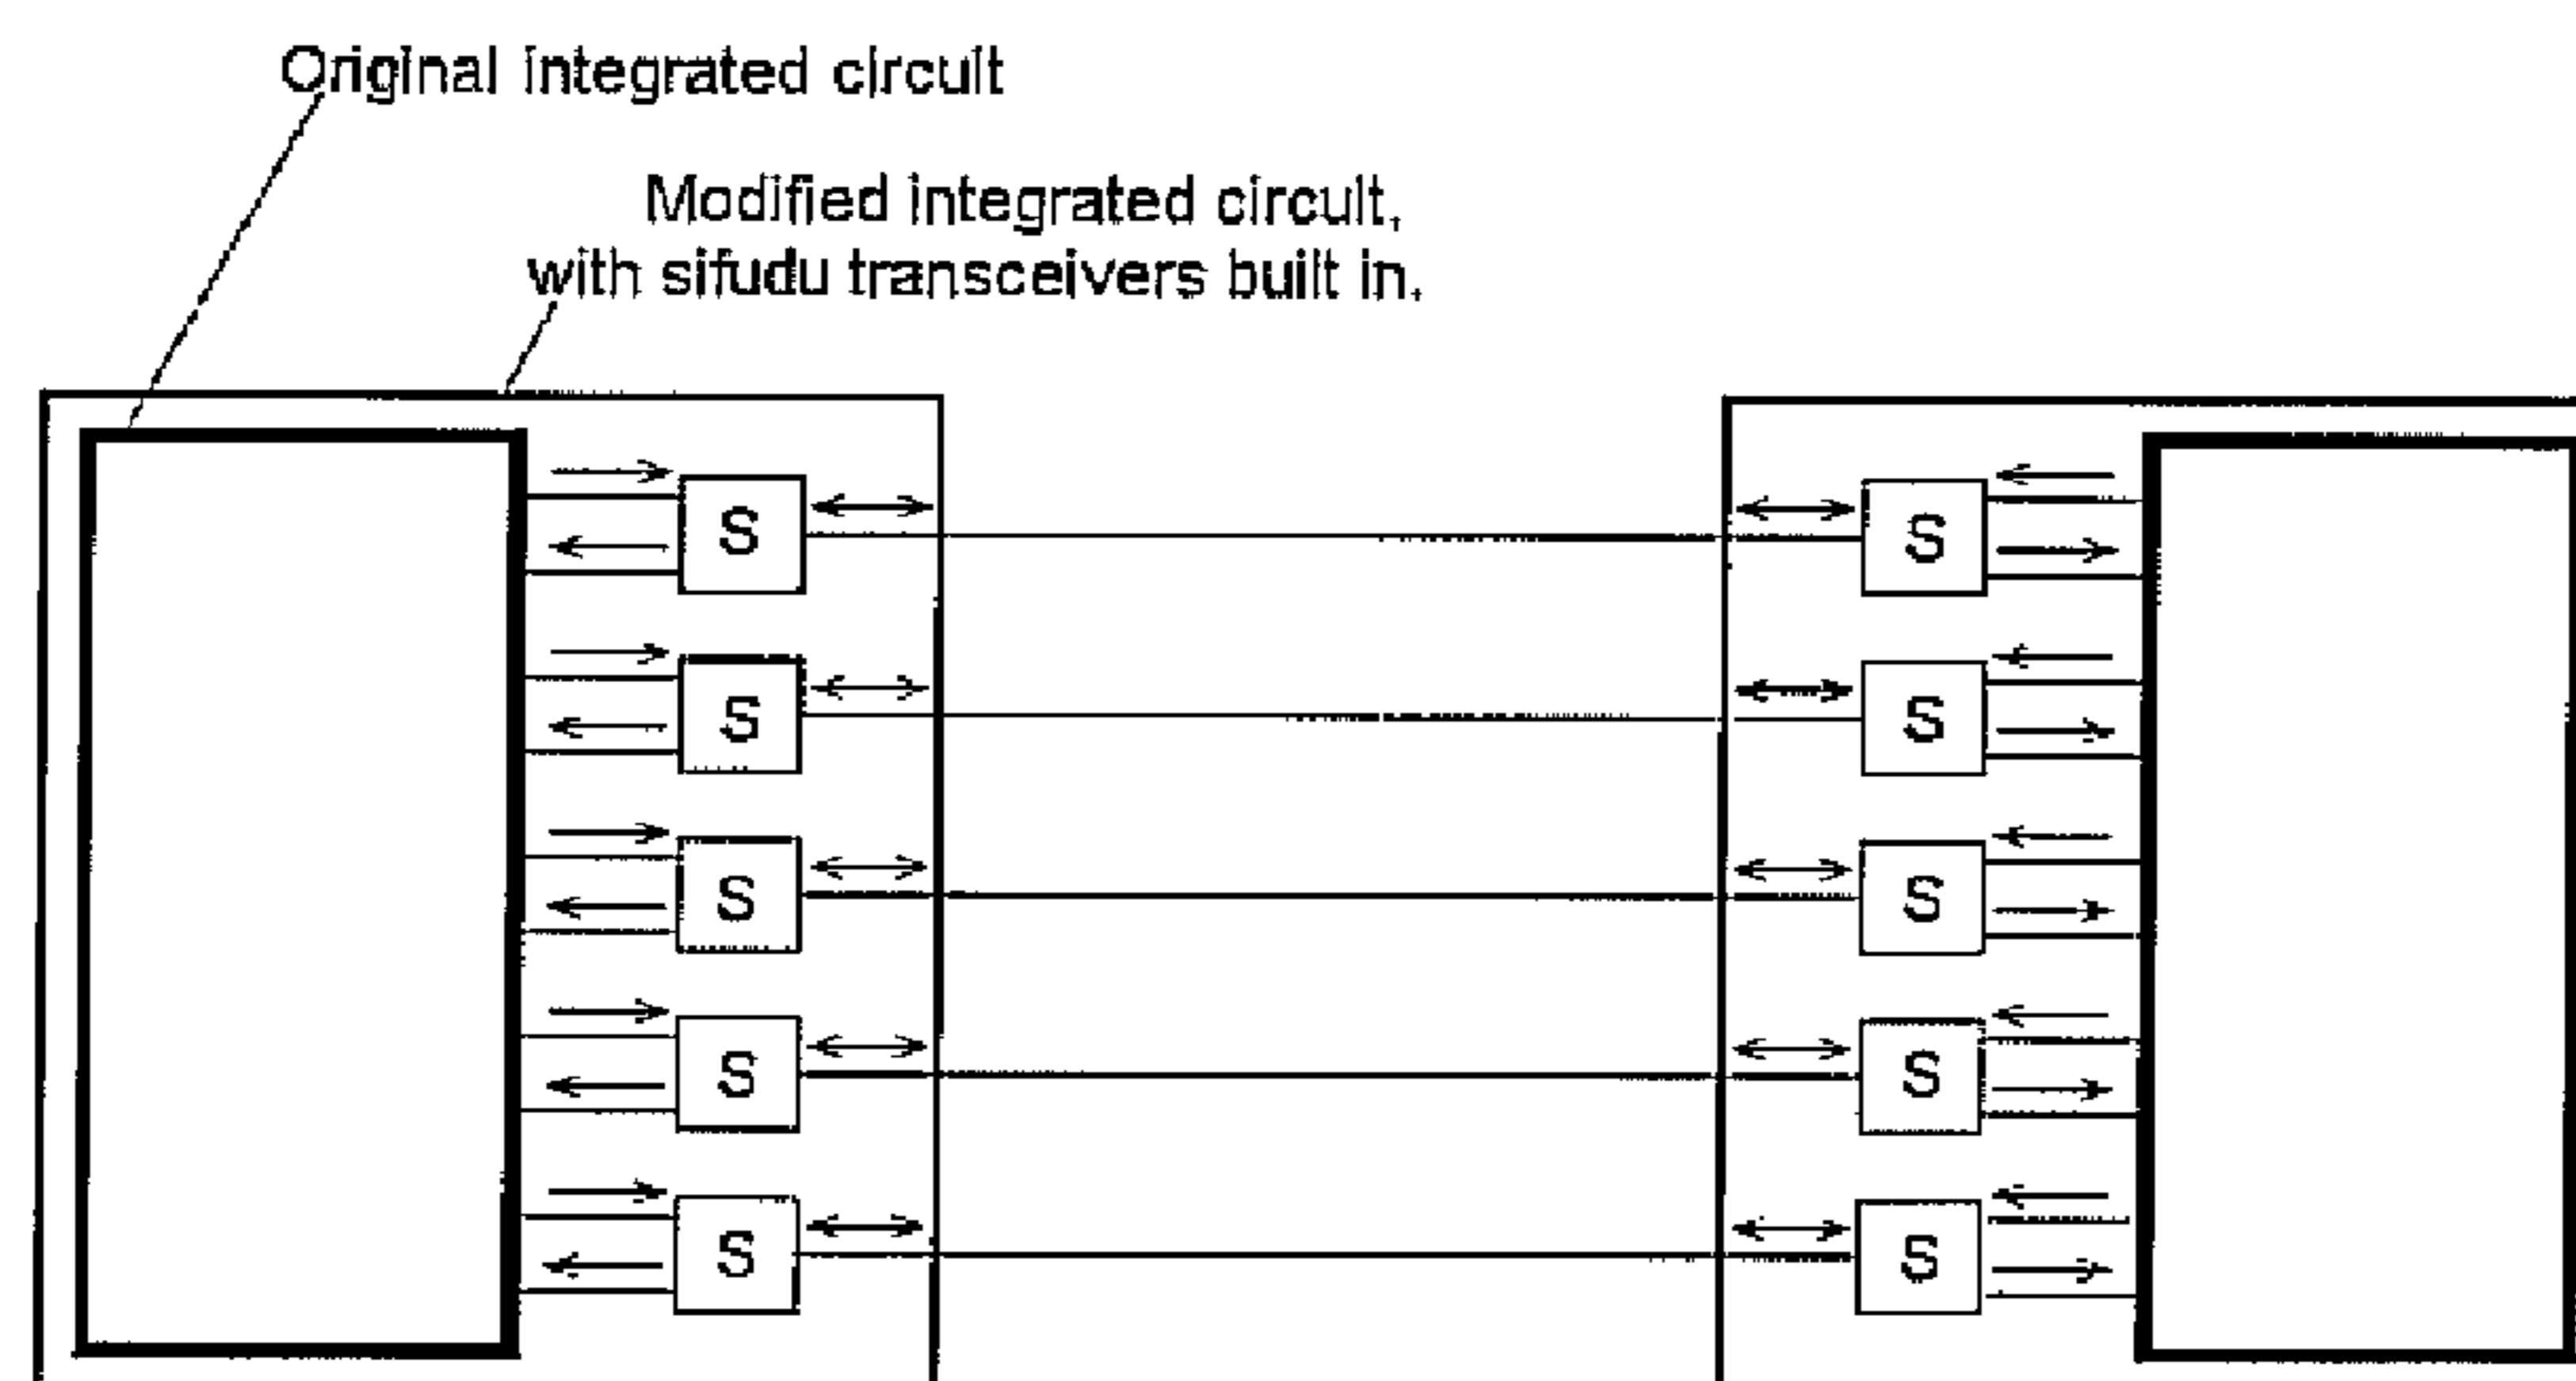 Original integrated circuit
Modified integrated circuit,
with sifudu transceivers built in.
S S
S S
S S
S S
S S